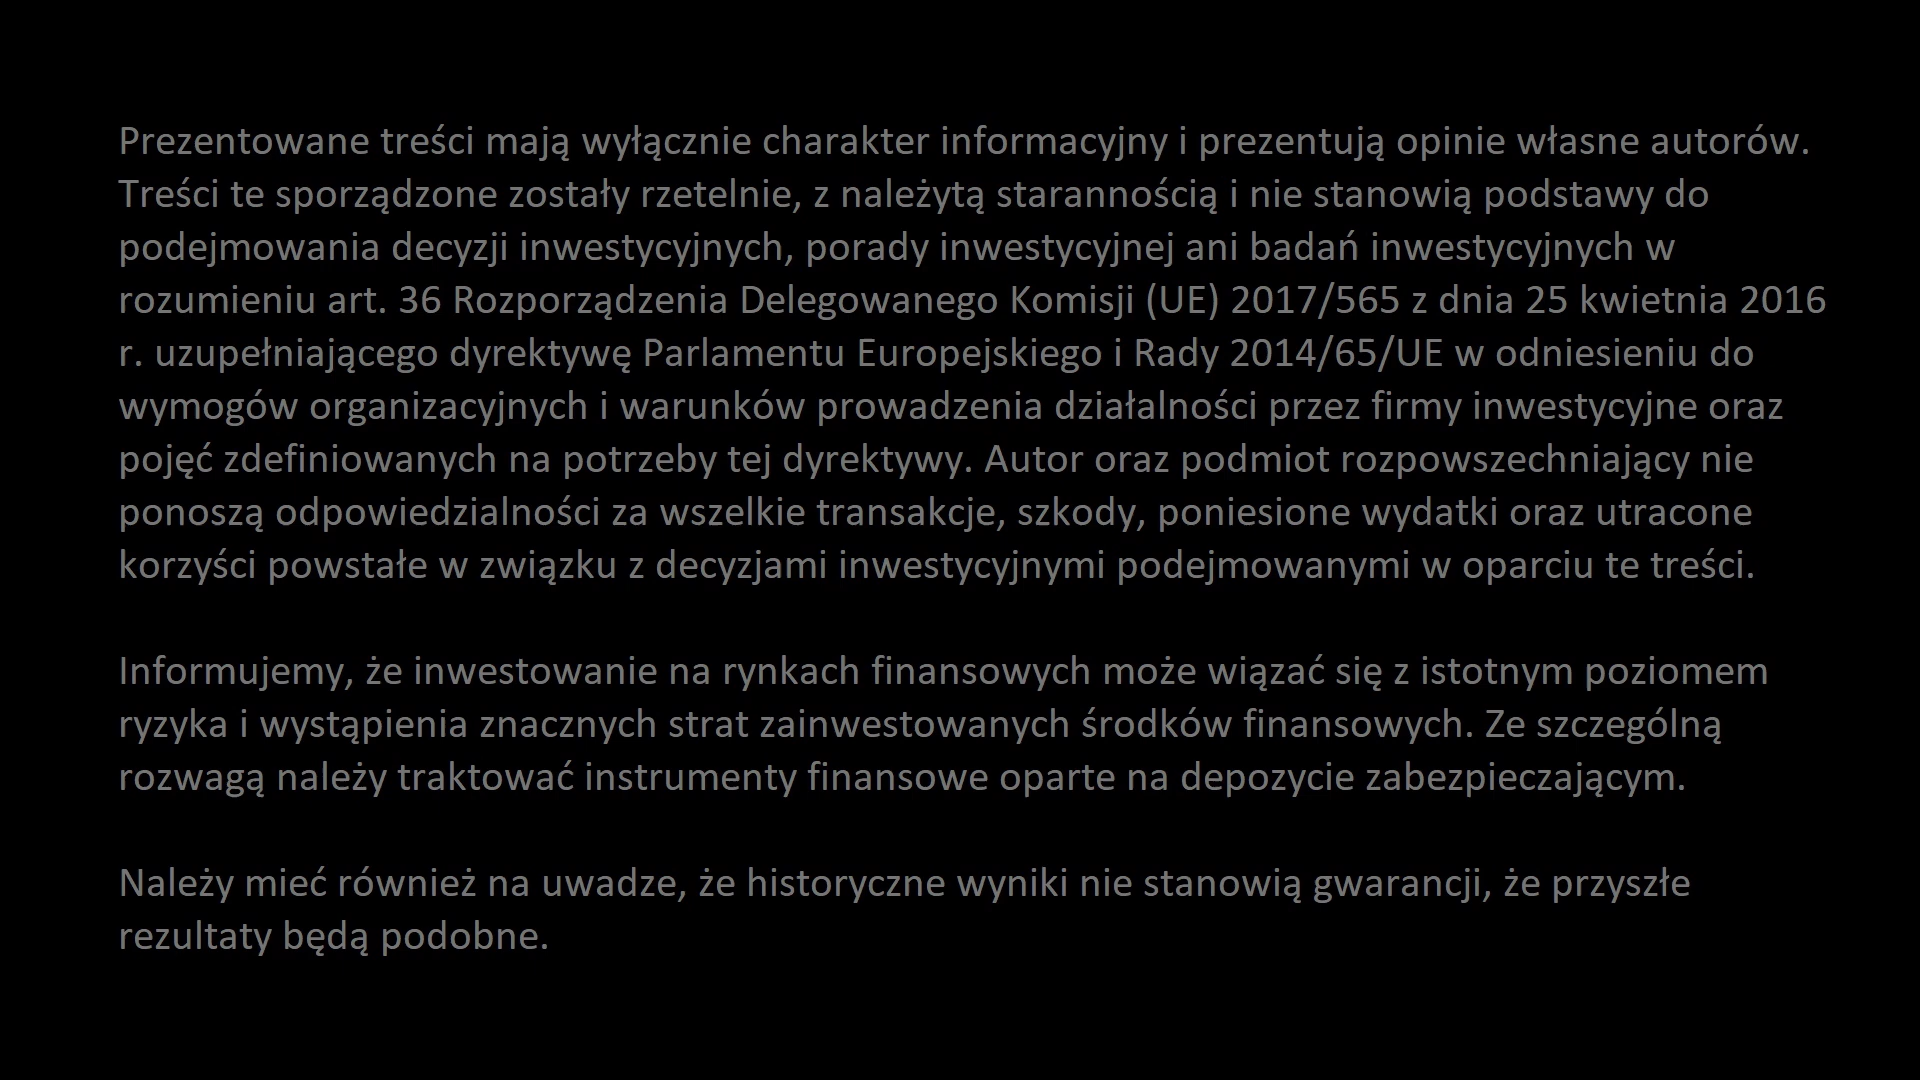 Prezentowane treści mają wyłącznie charakter informacyjny i prezentują opinie własne autorów.
Treści te sporządzone zostały rzetelnie, z należytą starannością i nie stanowią podstawy do
podejmowania decyzji inwestycyjnych, porady inwestycyjnej ani badań inwestycyjnych w
rozumieniu art. 36 Rozporządzenia Delegowanego Komisji (UE) 2017/565 z dnia 25 kwietnia 2016
r. uzupełniającego dyrektywę Parlamentu Europejskiego i Rady 2014/65/UE w odniesieniu do
wymogów organizacyjnych i warunków prowadzenia działalności przez firmy inwestycyjne oraz
pojęć zdefiniowanych na potrzeby tej dyrektywy. Autor oraz podmiot rozpowszechniający nie
ponoszą odpowiedzialności za wszelkie transakcje, szkody, poniesione wydatki oraz utracone
korzyści powstałe w związku z decyzjami inwestycyjnymi podejmowanymi w oparciu te treści.
Informujemy, że inwestowanie na rynkach finansowych może wiązać się z istotnym poziomem
ryzyka i wystąpienia znacznych strat zainwestowanych środków finansowych. Ze szczególną
rozwagą należy traktować instrumenty finansowe oparte na depozycie zabezpieczającym.
Należy mieć również na uwadze, że historyczne wyniki nie stanowią gwarancji, że przyszłe
rezultaty będą podobne.